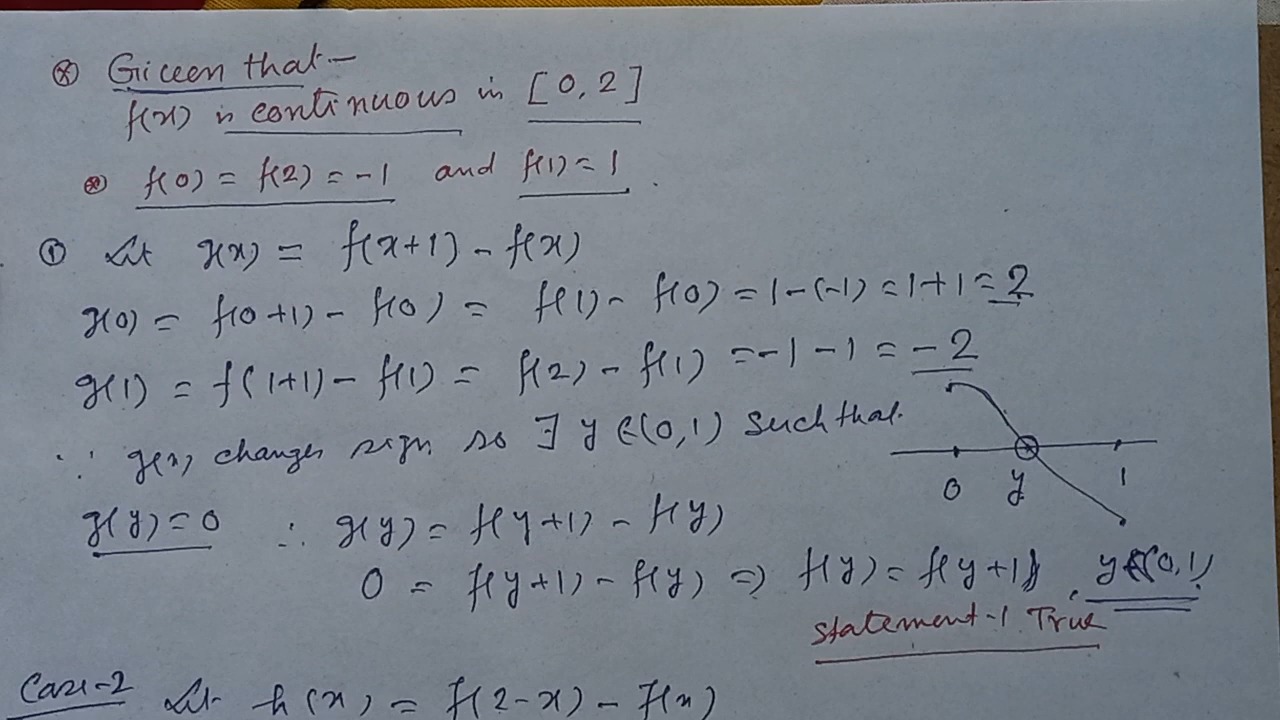 ⊛ Giceen that:-
f(x) is continuous in [0, 2]
⊛ f(0) = f(2) = -1 and f(1) = 1.
① Let g(x) = f(x+1) - f(x)
g(0) = f(0+1) - f(0) = f(1) - f(0) = 1-(-1) = 1+1 = 2
g(1) = f(1+1) - f(1) = f(2) - f(1) = -1-1 = -2
∵ g(x) changes sign so ∃ y ∈ (0,1) such that.
0 y 1
g(y) = 0 ∴ g(y) = f(y+1) - f(y)
0 = f(y+1) - f(y) ⇒ f(y) = f(y+1), y∈(0,1)
Statement-1 True
Case-2 Let h(x) = f(2-x) - f(x)